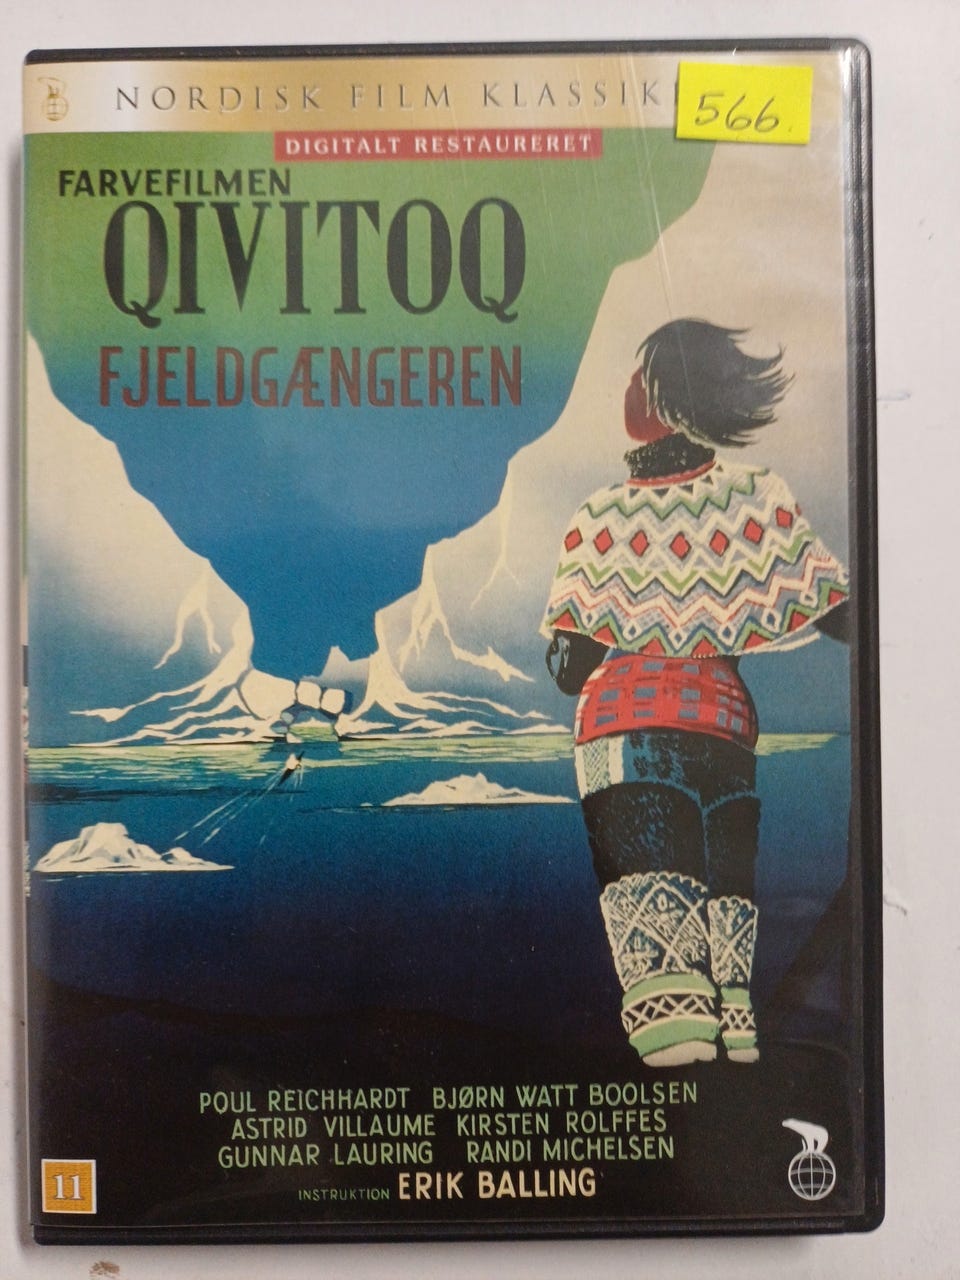 NORDISK FILM KLASSIK
566.
DIGITALT RESTAURERET
FARVEFILMEN
QIVITOQ
FJELDGÆNGEREN
POUL REICHHARDT BJØRN WATT BOOLSEN
ASTRID VILLAUME KIRSTEN ROLFFES
GUNNAR LAURING RANDI MICHELSEN
INSTRUKTION ERIK BALLING
11